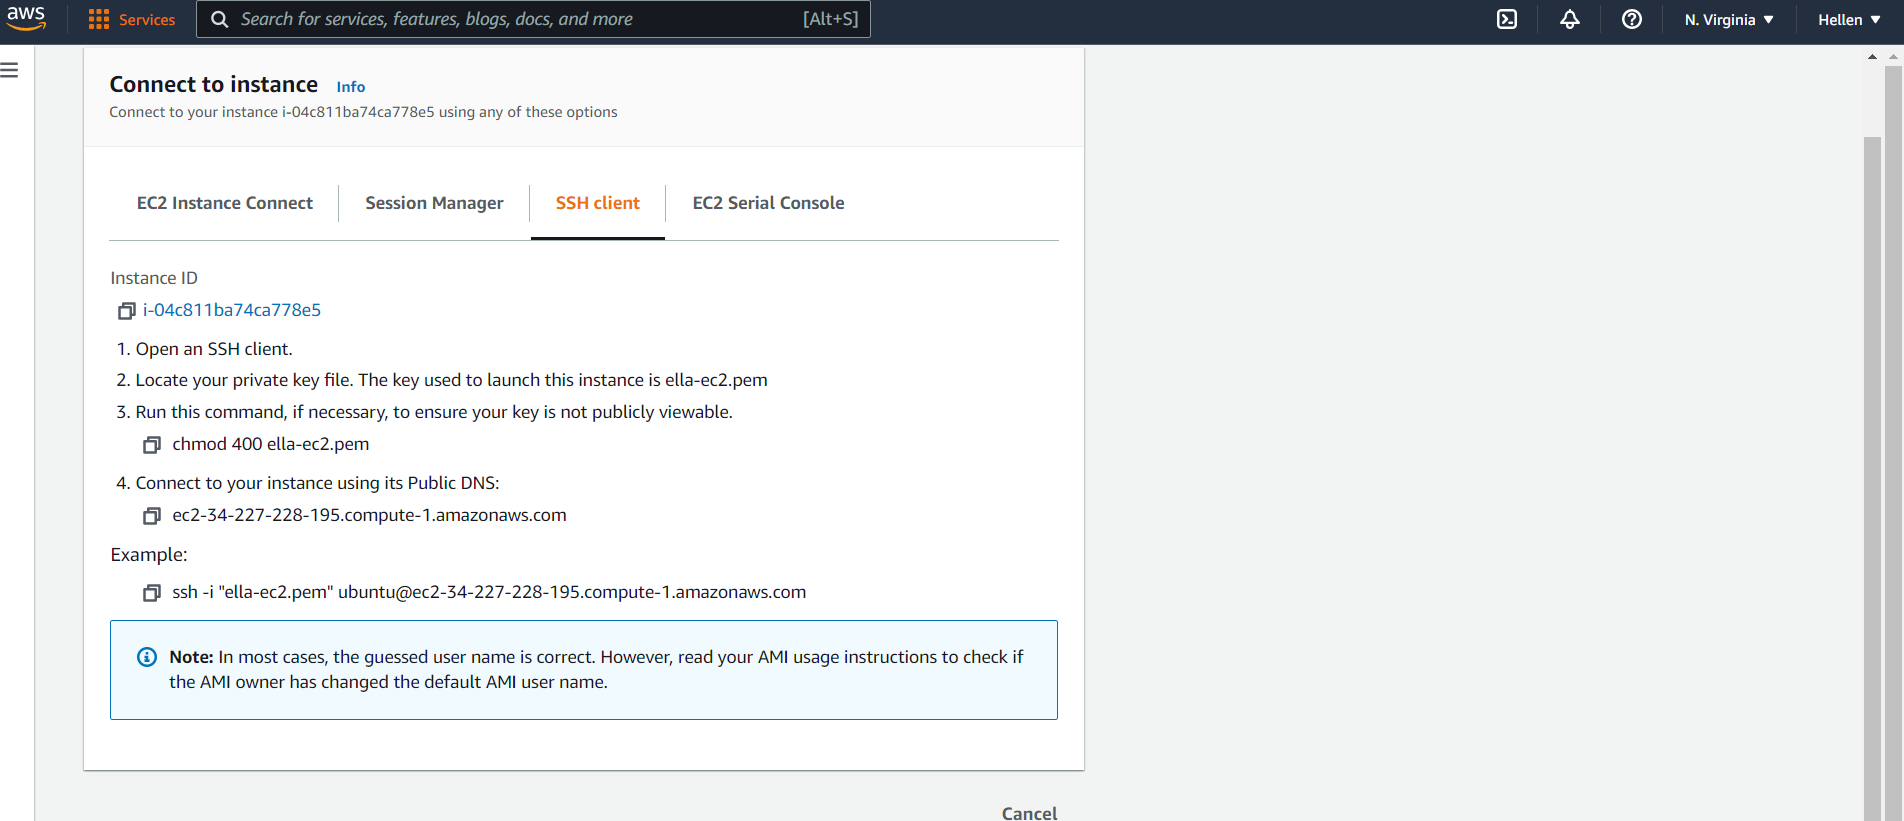 aws
Services
Search for services, features, blogs, docs, and more [Alt+S]
N. Virginia ▼
Hellen ▼
Connect to instance Info
Connect to your instance i-04c811ba74ca778e5 using any of these options
EC2 Instance Connect
Session Manager
SSH client
EC2 Serial Console
Instance ID
i-04c811ba74ca778e5
1. Open an SSH client.
2. Locate your private key file. The key used to launch this instance is ella-ec2.pem
3. Run this command, if necessary, to ensure your key is not publicly viewable.
chmod 400 ella-ec2.pem
4. Connect to your instance using its Public DNS:
ec2-34-227-228-195.compute-1.amazonaws.com
Example:
ssh -i "ella-ec2.pem" ubuntu@ec2-34-227-228-195.compute-1.amazonaws.com
Note: In most cases, the guessed user name is correct. However, read your AMI usage instructions to check if
the AMI owner has changed the default AMI user name.
Cancel